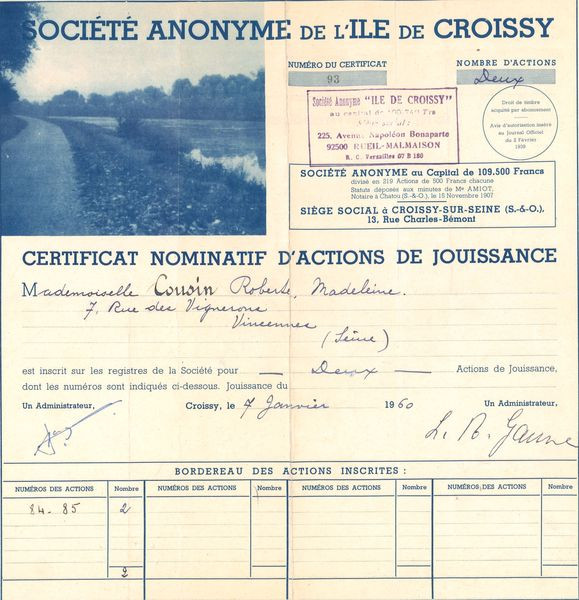 SOCIÉTÉ ANONYME DE L'ILE DE CROISSY
NUMÉRO DU CERTIFICAT
93
NOMBRE D'ACTIONS
Deux
Société Anonyme "ILE DE CROISSY"
au capital de
225, Avenue Napoléon Bonaparte
92500 RUEIL-MALMAISON
R. C. Versailles 67 B 180
Droit de timbre
acquitté par abonnement
Avis d'autorisation inséré
au Journal Officiel
du 2 Février
1939
SOCIÉTÉ ANONYME au Capital de 109.500 Francs
divisé en 219 Actions de 500 Francs chacune
Statuts déposés aux minutes de Me AMIOT,
Notaire à Chatou (S.-&-O.), le 15 Novembre 1907
SIÈGE SOCIAL à CROISSY-SUR-SEINE (S.-&-O.).
13, Rue Charles-Bémont
CERTIFICAT NOMINATIF D'ACTIONS DE JOUISSANCE
Mademoiselle Cousin Roberte, Madeleine.
7, Rue des Vignerons
Vincennes
(Seine)
est inscrit sur les registres de la Société pour — Deux — Actions de Jouissance,
dont les numéros sont indiqués ci-dessous. Jouissance du
Un Administrateur, Croissy, le 7 Janvier 1960 Un Administrateur,
BORDEREAU DES ACTIONS INSCRITES :
NUMÉROS DES ACTIONS Nombre NUMÉROS DES ACTIONS Nombre NUMÉROS DES ACTIONS Nombre NUMÉROS DES ACTIONS Nombre
84-85 2
2